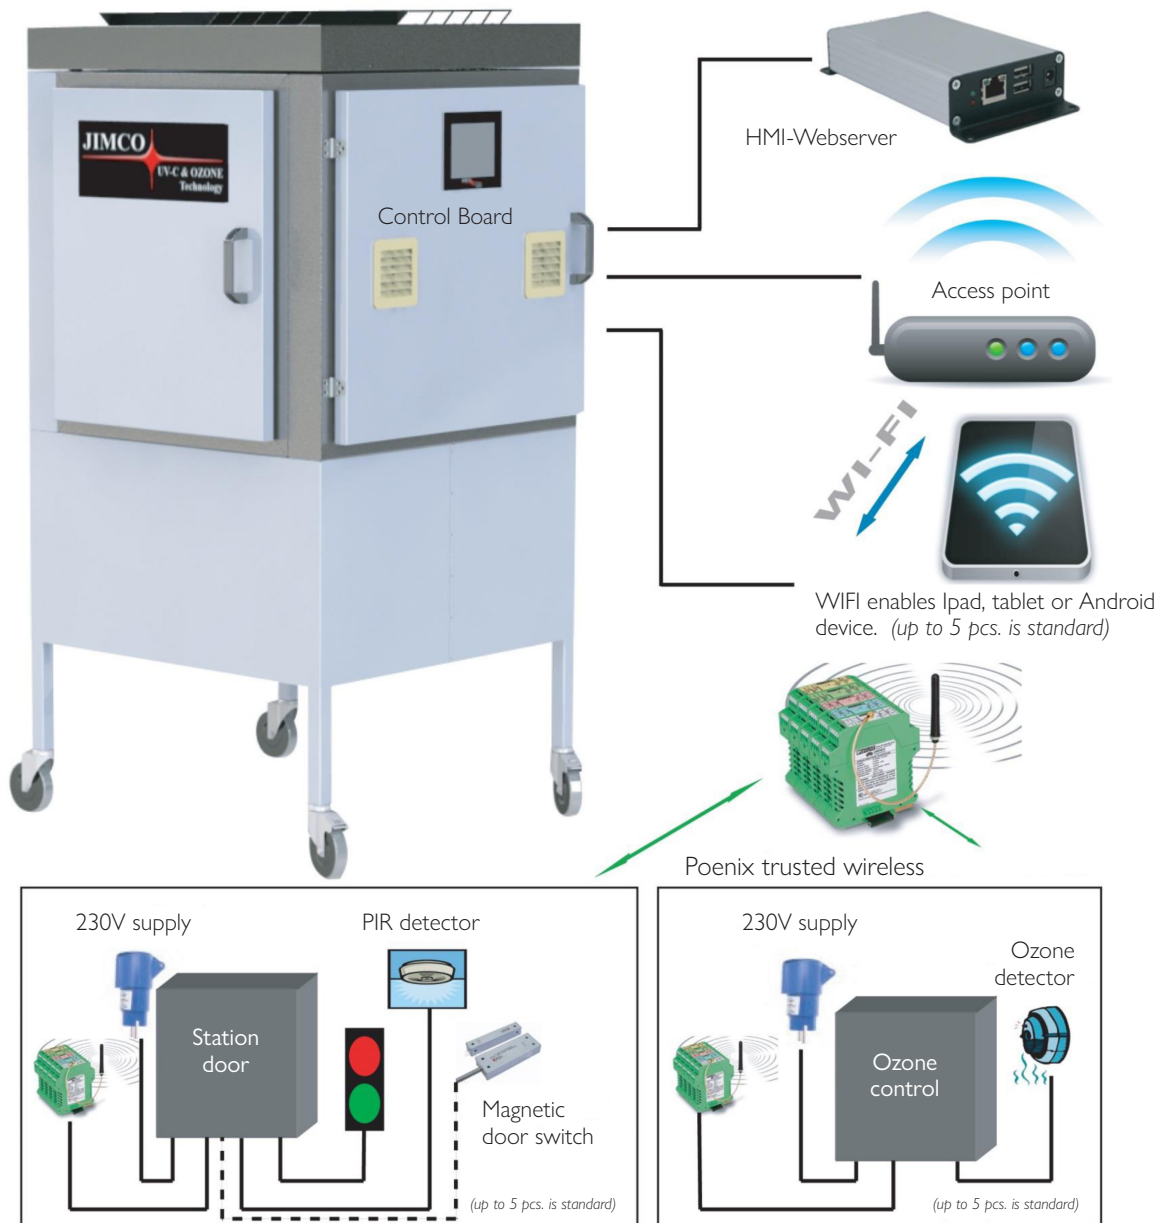 JIMCO
UV-C & OZONE
Technology
Control Board
HMI-Webserver
Access point
WI-FI
WIFI enables Ipad, tablet or Android
device. (up to 5 pcs. is standard)
Poenix trusted wireless
230V supply
PIR detector
Station
door
Magnetic
door switch
(up to 5 pcs. is standard)
230V supply
Ozone
detector
Ozone
control
(up to 5 pcs. is standard)